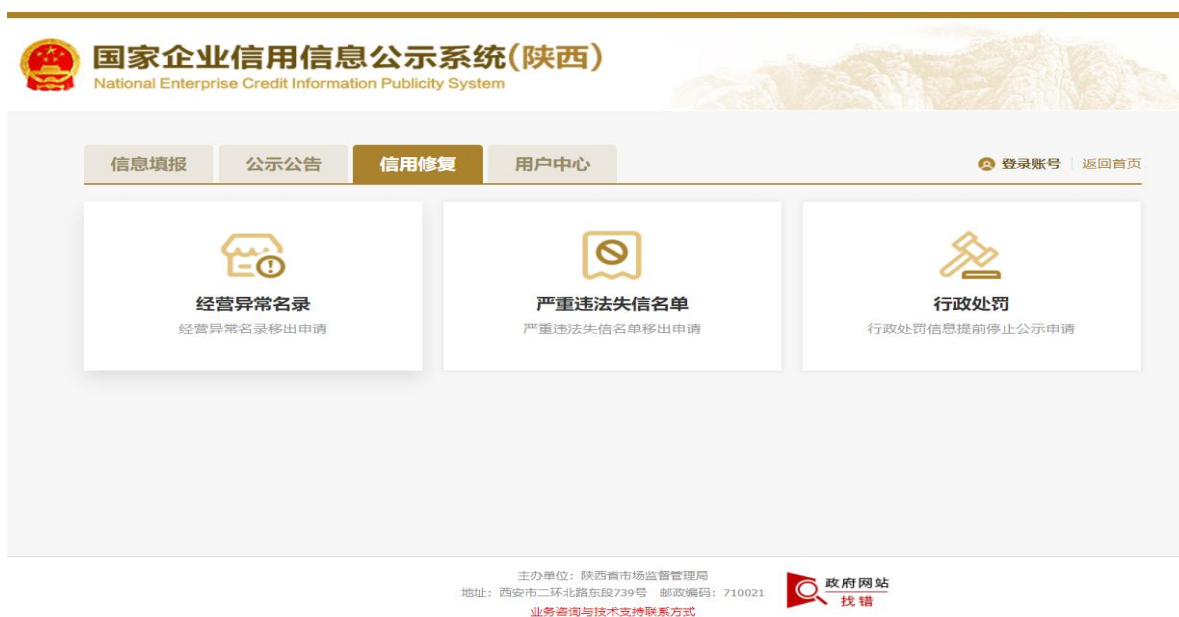 国家企业信用信息公示系统(陕西)
National Enterprise Credit Information Publicity System
信息填报 公示公告 信用修复 用户中心 登录账号 返回首页
经营异常名录 严重违法失信名单 行政处罚
经营异常名录移出申请 严重违法失信名单移出申请 行政处罚信息提前停止公示申请
主办单位：陕西省市场监督管理局
地址：西安市二环北路东段739号 邮政编码：710021
业务咨询与技术支持联系方式
政府网站
找错